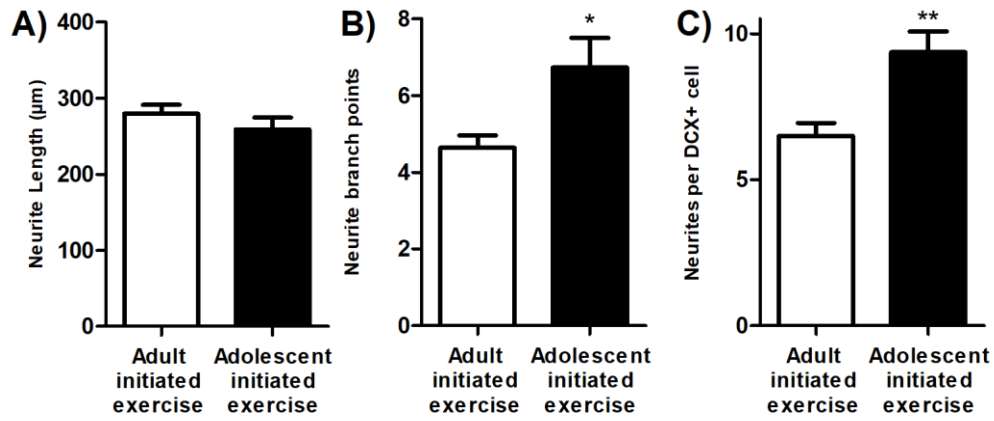 A)
Neurite Length (µm)
400
300
200
100
0
Adult
initiated
exercise
Adolescent
initiated
exercise
B)
Neurite branch points
8
6
4
2
0
*
Adult
initiated
exercise
Adolescent
initiated
exercise
C)
Neurites per DCX+ cell
10
5
0
**
Adult
initiated
exercise
Adolescent
initiated
exercise